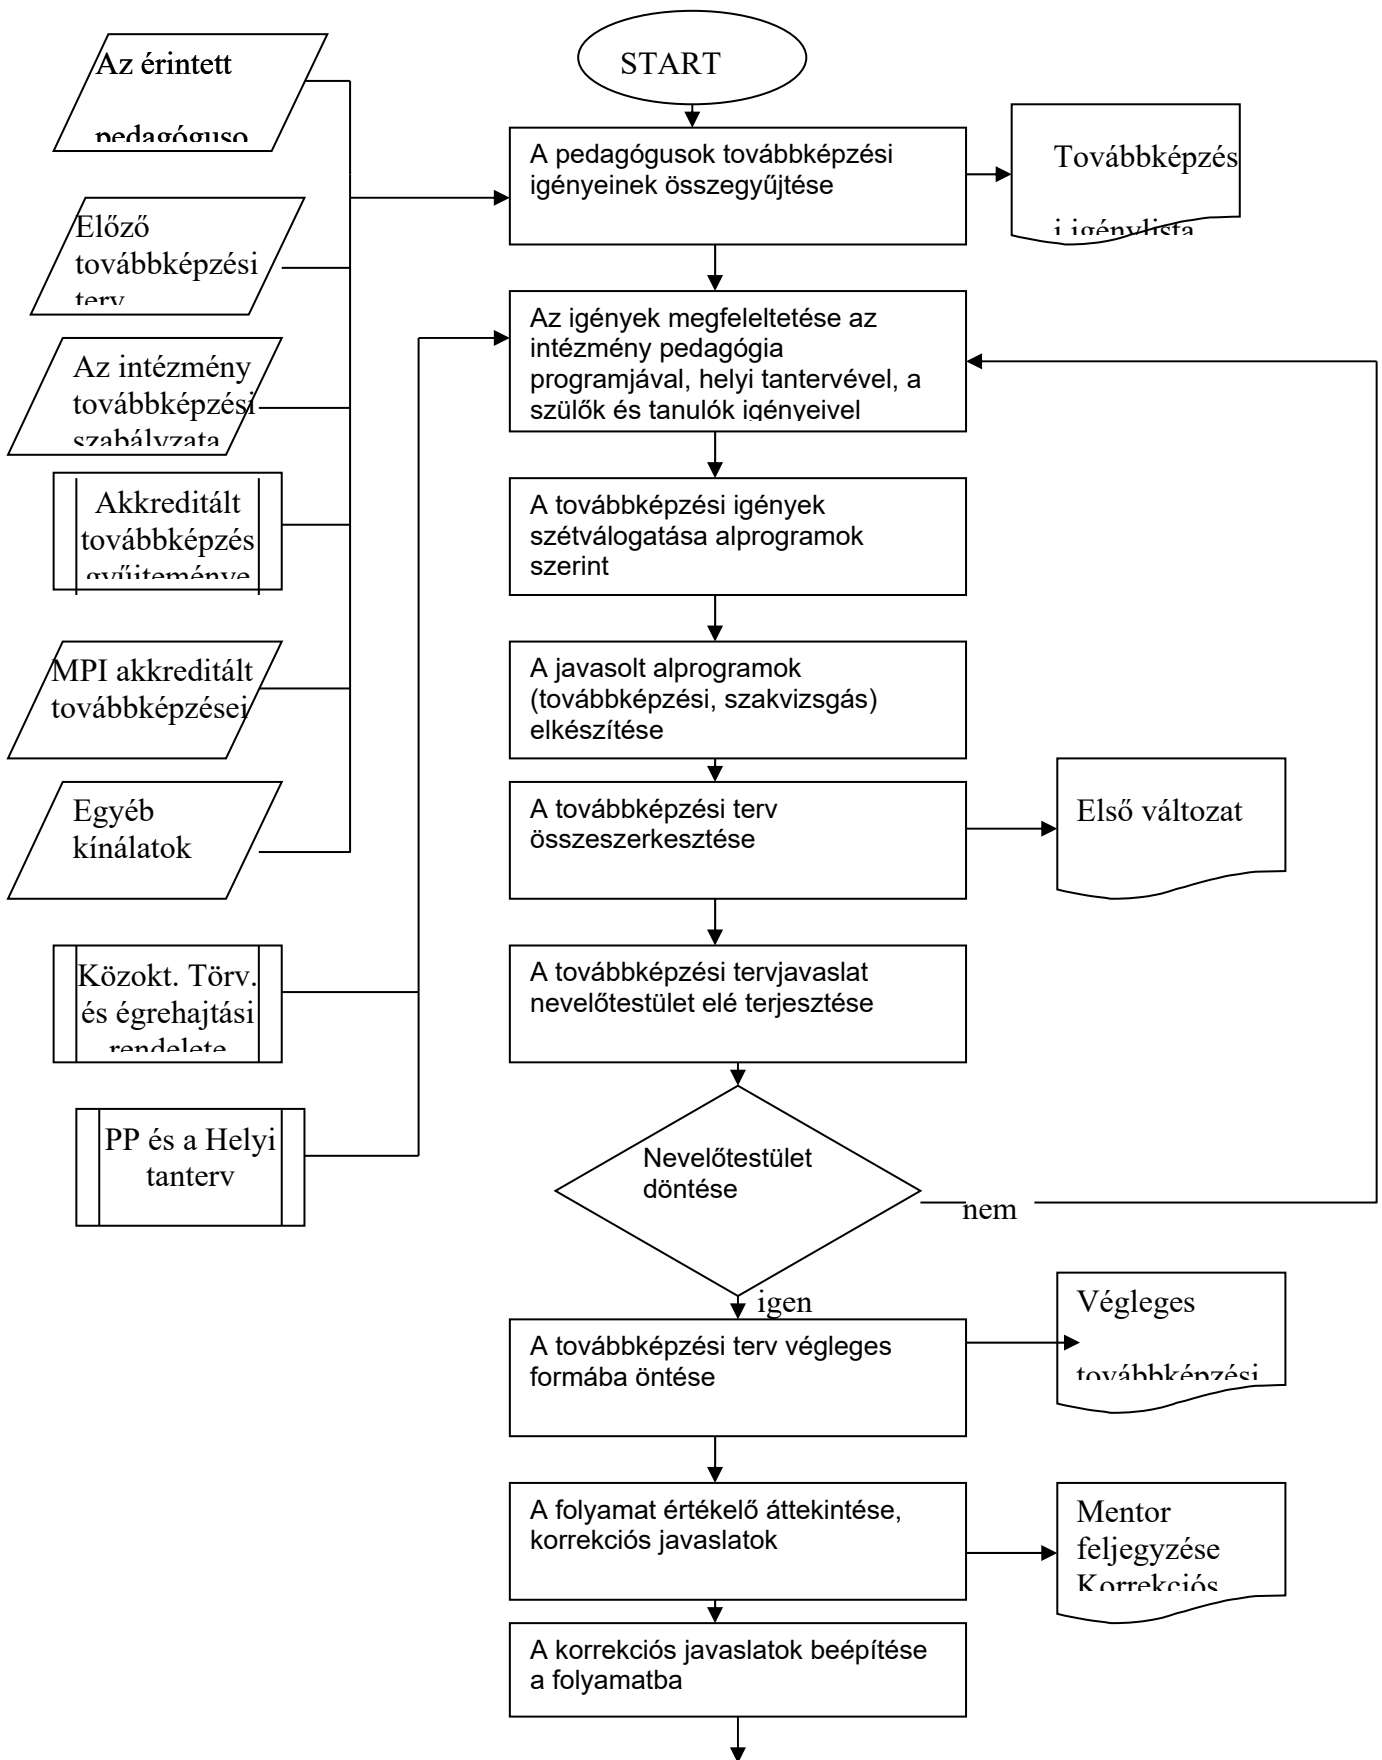 START
Az érintett
pedagóguso
A pedagógusok továbbképzési
igényeinek összegyűjtése
Továbbképzés
i igénylista
Előző
továbbképzési
terv
Az igények megfeleltetése az
intézmény pedagógia
programjával, helyi tantervével, a
szülők és tanulók igényeivel
Az intézmény
továbbképzési
szabályzata
Akkreditált
továbbképzés
gyűjteménye
A továbbképzési igények
szétválogatása alprogramok
szerint
MPI akkreditált
továbbképzései
A javasolt alprogramok
(továbbképzési, szakvizsgás)
elkészítése
Egyéb
kínálatok
A továbbképzési terv
összeszerkesztése
Első változat
Közokt. Törv.
és égrehajtási
rendelete
A továbbképzési tervjavaslat
nevelőtestület elé terjesztése
PP és a Helyi
tanterv
Nevelőtestület
döntése
nem
igen
A továbbképzési terv végleges
formába öntése
Végleges
továbbképzési
A folyamat értékelő áttekintése,
korrekciós javaslatok
Mentor
feljegyzése
Korrekciós
A korrekciós javaslatok beépítése
a folyamatba